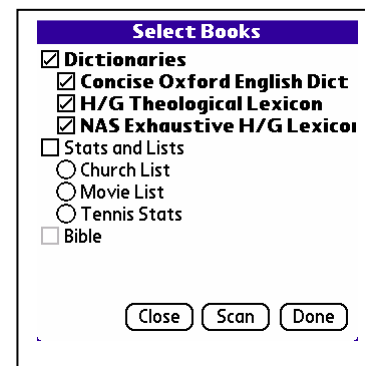 Select Books
Dictionaries
Concise Oxford English Dict
H/G Theological Lexicon
NAS Exhaustive H/G Lexicon
Stats and Lists
Church List
Movie List
Tennis Stats
Bible
Close Scan Done